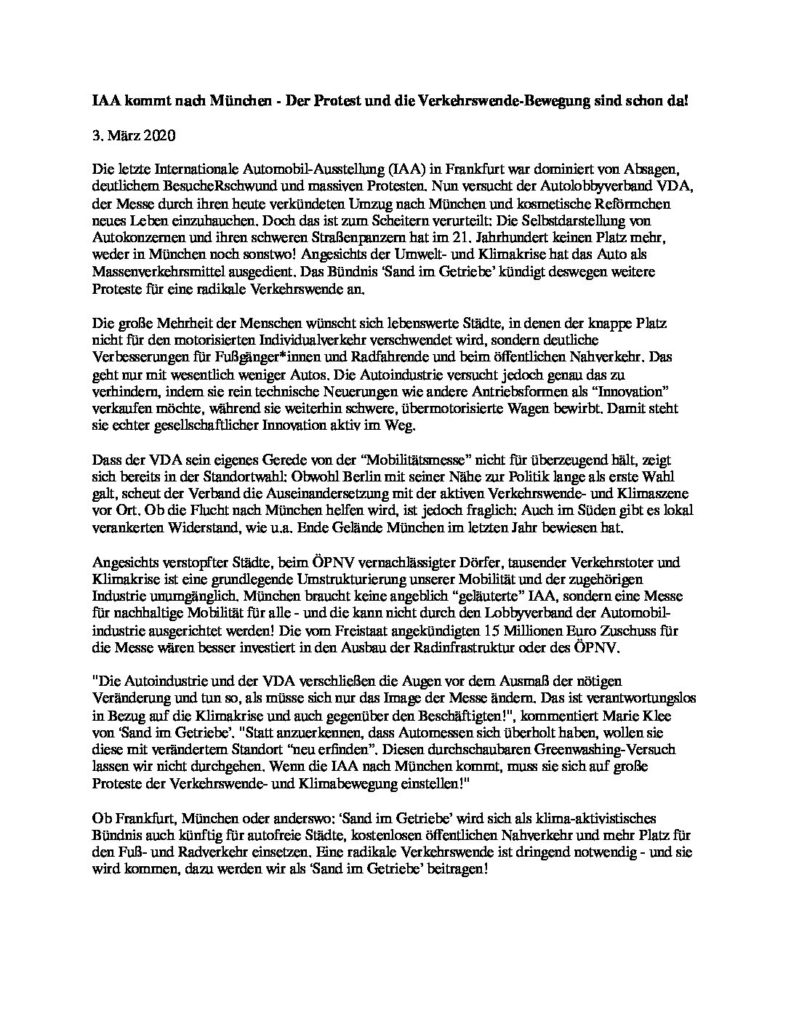 IAA kommt nach München - Der Protest und die Verkehrswende-Bewegung sind schon da!
3. März 2020
Die letzte Internationale Automobil-Ausstellung (IAA) in Frankfurt war dominiert von Absagen,
deutlichem BesucheRschwund und massiven Protesten. Nun versucht der Autolobbyverband VDA,
der Messe durch ihren heute verkündeten Umzug nach München und kosmetische Reförmchen
neues Leben einzuhauchen. Doch das ist zum Scheitern verurteilt: Die Selbstdarstellung von
Autokonzernen und ihren schweren Straßenpanzern hat im 21. Jahrhundert keinen Platz mehr,
weder in München noch sonstwo! Angesichts der Umwelt- und Klimakrise hat das Auto als
Massenverkehrsmittel ausgedient. Das Bündnis ‘Sand im Getriebe’ kündigt deswegen weitere
Proteste für eine radikale Verkehrswende an.
Die große Mehrheit der Menschen wünscht sich lebenswerte Städte, in denen der knappe Platz
nicht für den motorisierten Individualverkehr verschwendet wird, sondern deutliche
Verbesserungen für Fußgänger*innen und Radfahrende und beim öffentlichen Nahverkehr. Das
geht nur mit wesentlich weniger Autos. Die Autoindustrie versucht jedoch genau das zu
verhindern, indem sie rein technische Neuerungen wie andere Antriebsformen als “Innovation”
verkaufen möchte, während sie weiterhin schwere, übermotorisierte Wagen bewirbt. Damit steht
sie echter gesellschaftlicher Innovation aktiv im Weg.
Dass der VDA sein eigenes Gerede von der “Mobilitätsmesse” nicht für überzeugend hält, zeigt
sich bereits in der Standortwahl: Obwohl Berlin mit seiner Nähe zur Politik lange als erste Wahl
galt, scheut der Verband die Auseinandersetzung mit der aktiven Verkehrswende- und Klimaszene
vor Ort. Ob die Flucht nach München helfen wird, ist jedoch fraglich: Auch im Süden gibt es lokal
verankerten Widerstand, wie u.a. Ende Gelände München im letzten Jahr bewiesen hat.
Angesichts verstopfter Städte, beim ÖPNV vernachlässigter Dörfer, tausender Verkehrstoter und
Klimakrise ist eine grundlegende Umstrukturierung unserer Mobilität und der zugehörigen
Industrie unumgänglich. München braucht keine angeblich “geläuterte” IAA, sondern eine Messe
für nachhaltige Mobilität für alle - und die kann nicht durch den Lobbyverband der Automobil-
industrie ausgerichtet werden! Die vom Freistaat angekündigten 15 Millionen Euro Zuschuss für
die Messe wären besser investiert in den Ausbau der Radinfrastruktur oder des ÖPNV.
"Die Autoindustrie und der VDA verschließen die Augen vor dem Ausmaß der nötigen
Veränderung und tun so, als müsse sich nur das Image der Messe ändern. Das ist verantwortungslos
in Bezug auf die Klimakrise und auch gegenüber den Beschäftigten!", kommentiert Marie Klee
von ‘Sand im Getriebe’. "Statt anzuerkennen, dass Automessen sich überholt haben, wollen sie
diese mit verändertem Standort “neu erfinden”. Diesen durchschaubaren Greenwashing-Versuch
lassen wir nicht durchgehen. Wenn die IAA nach München kommt, muss sie sich auf große
Proteste der Verkehrswende- und Klimabewegung einstellen!"
Ob Frankfurt, München oder anderswo: ‘Sand im Getriebe’ wird sich als klima-aktivistisches
Bündnis auch künftig für autofreie Städte, kostenlosen öffentlichen Nahverkehr und mehr Platz für
den Fuß- und Radverkehr einsetzen. Eine radikale Verkehrswende ist dringend notwendig - und sie
wird kommen, dazu werden wir als ‘Sand im Getriebe’ beitragen!